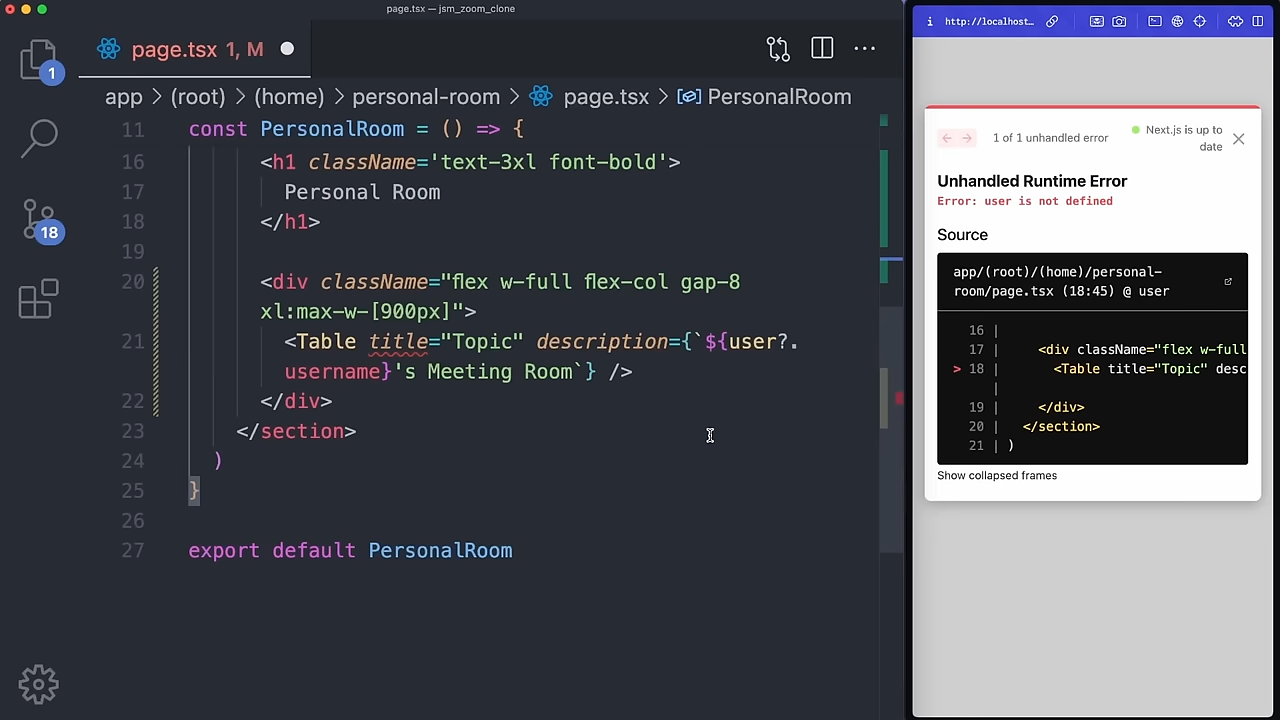 page.tsx — jsm_zoom_clone
page.tsx 1, M
1
18
app > (root) > (home) > personal-room > page.tsx > PersonalRoom
11 const PersonalRoom = () => {
16 <h1 className='text-3xl font-bold'>
17 Personal Room
18 </h1>
19
20 <div className="flex w-full flex-col gap-8
xl:max-w-[900px]">
21 <Table title="Topic" description={`${user?.
username}'s Meeting Room`} />
22 </div>
23 </section>
24 )
25 }
26
27 export default PersonalRoom
http://localhost…
1 of 1 unhandled error
Next.js is up to
date
Unhandled Runtime Error
Error: user is not defined
Source
app/(root)/(home)/personal-
room/page.tsx (18:45) @ user
16 |
17 | <div className="flex w-full
> 18 | <Table title="Topic" desc
|
19 | </div>
20 | </section>
21 | )
Show collapsed frames